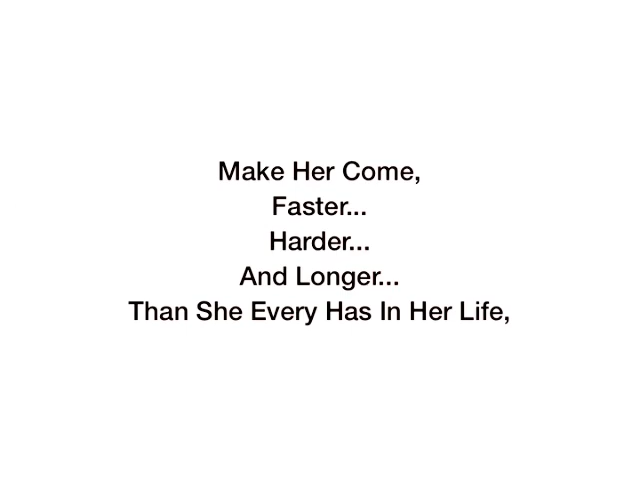 Make Her Come,
Faster...
Harder...
And Longer...
Than She Every Has In Her Life,